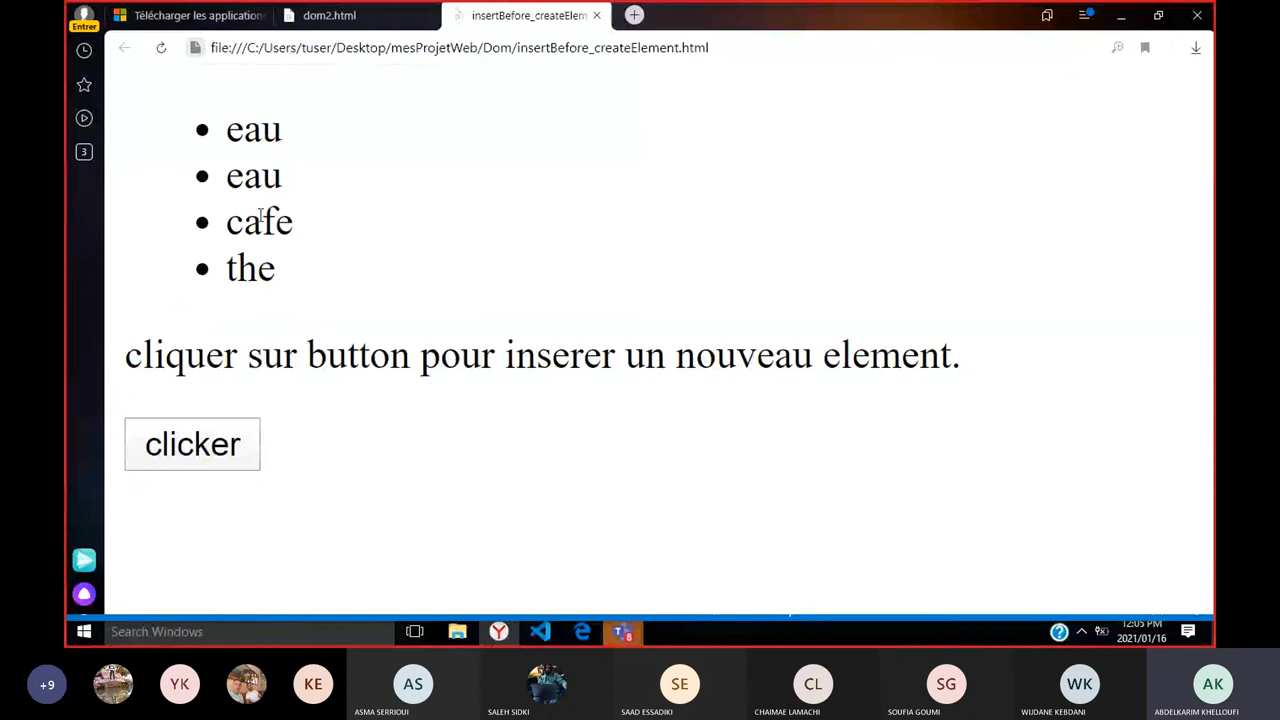 Télécharger les application
dom2.html
insertBefore_createElem
Entrer
file:///C:/Users/tuser/Desktop/mesProjetWeb/Dom/insertBefore_createElement.html
3
eau
eau
cafe
the
cliquer sur button pour inserer un nouveau element.
clicker
Search Windows
8
12:05 PM
2021/01/16
+9
YK
KE
AS
SE
CL
SG
WK
AK
ASMA SERRIOUI
SALEH SIDKI
SAAD ESSADIKI
CHAIMAE LAMACHI
SOUFIA GOUMI
WIJDANE KEBDANI
ABDELKARIM KHELLOUFI